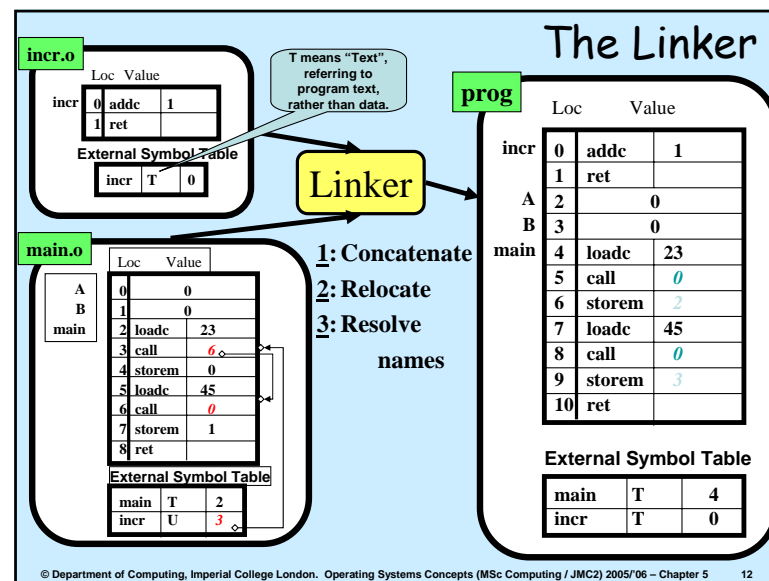 The Linker
incr.o
Loc Value
incr 0 addc 1
1 ret
External Symbol Table
incr T 0
T means “Text”,
referring to
program text,
rather than data.
Linker
1: Concatenate
2: Relocate
3: Resolve
names
main.o
Loc Value
A 0 0
B 1 0
main 2 loadc 23
3 call 6
4 storem 0
5 loadc 45
6 call 0
7 storem 1
8 ret
External Symbol Table
main T 2
incr U 3
prog
Loc Value
incr 0 addc 1
1 ret
A 2 0
B 3 0
main 4 loadc 23
5 call 0
6 storem 2
7 loadc 45
8 call 0
9 storem 3
10 ret
External Symbol Table
main T 4
incr T 0
© Department of Computing, Imperial College London. Operating Systems Concepts (MSc Computing / JMC2) 2005/'06 – Chapter 5 12